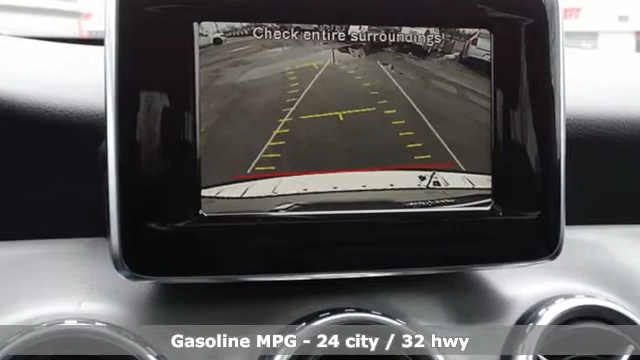 Check entire surroundings!
Gasoline MPG - 24 city / 32 hwy